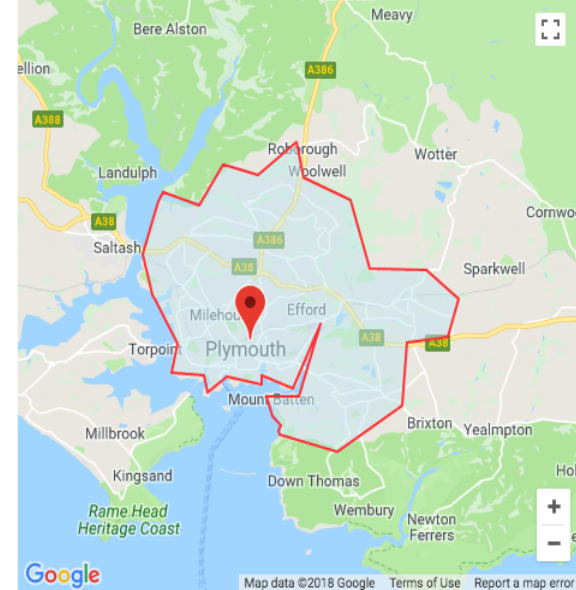 Meavy
Bere Alston
ellion
A386
A388
Roborough
Woolwell
Wotter
Landulph
Cornwo
A38
Saltash
A386
A38
Sparkwell
Efford
Milehou
A38
A38
Torpoint
Plymouth
Mount Batten
Brixton
Yealmpton
Millbrook
Hol
Kingsand
Down Thomas
Rame Head
Heritage Coast
Wembury
Newton
Ferrers
Google
Map data ©2018 Google
Terms of Use
Report a map error